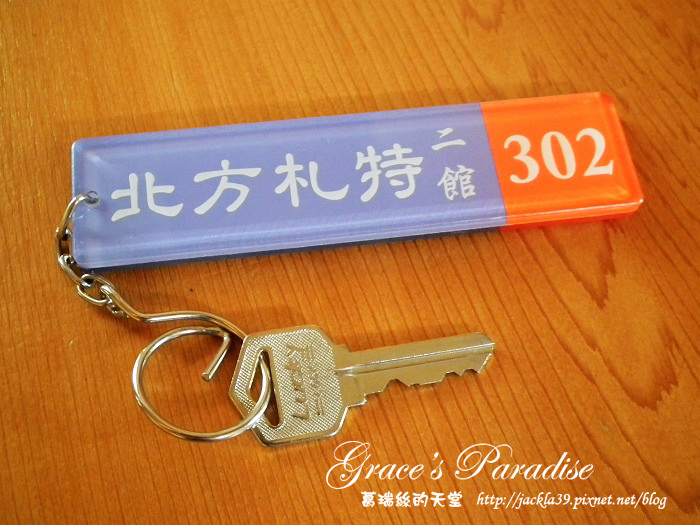 北方札特二館 302
Grace's Paradise
葛瑞絲的天堂 http://jackla39.pixnet.net/blog